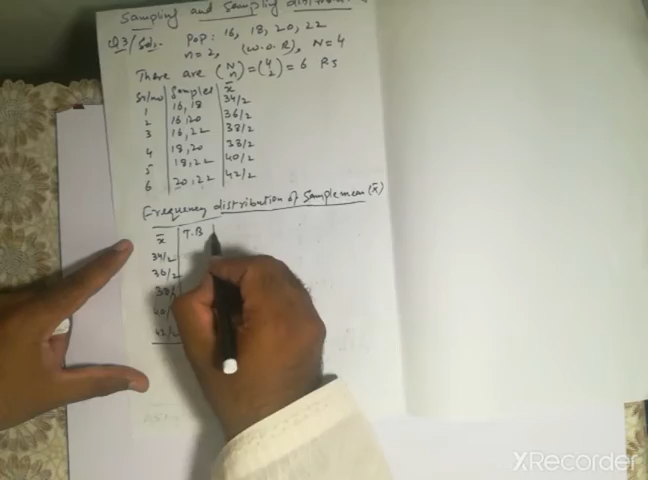 Sampling and Sampling
Q3/Sol. Pop: 16, 18, 20, 22
n=2, (W.O.R), N=4
There are (N n) = (4 2) = 6 RS
Sr/no Samples x̄
1 16,18 34/2
2 16,20 36/2
3 16,22 38/2
4 18,20 38/2
5 18,22 40/2
6 20,22 42/2
Frequency distribution of Sample mean (x̄)
x̄ T.B
34/2
36/2
38/
40/
42/2
XRecorder